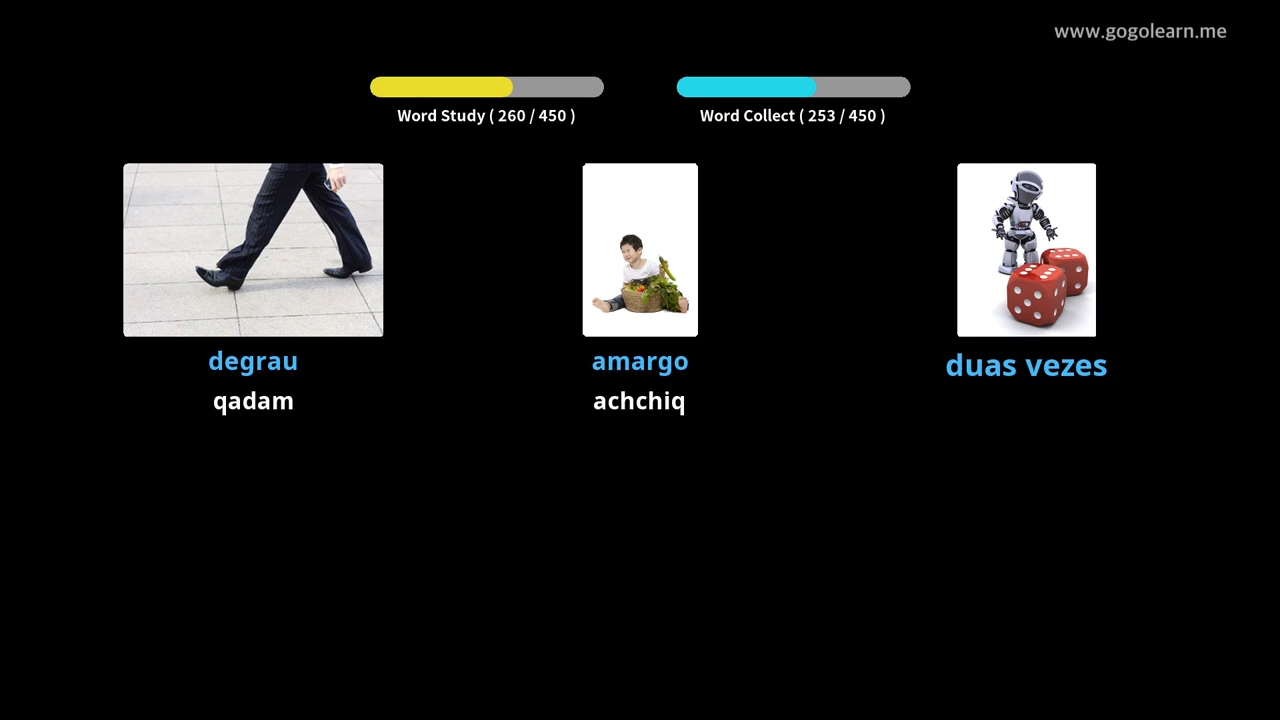 www.gogolearn.me
Word Study ( 260 / 450 )
Word Collect ( 253 / 450 )
degrau
qadam
amargo
achchiq
duas vezes